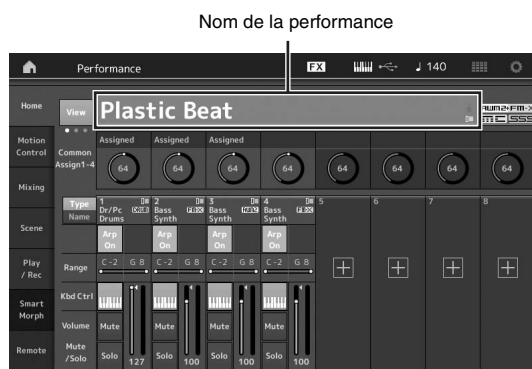 Nom de la performance
Performance
FX
140
Home
View
Plastic Beat
AWM2+FM-X
Motion
Control
Common
Assign1-4
Assigned Assigned Assigned
64 64 64 64 64 64 64 64
Mixing
Type
Name
1 2 3 4 5 6 7 8
Dr/Pc Bass Bass Bass
Drums Synth Synth Synth
Scene
Arp Arp Arp Arp
On On On On
Play
/ Rec
Range
C -2 G 8 C -2 G 8 C -2 G 8 C -2 G 8
Smart
Morph
Kbd Ctrl
Volume
Mute Mute Mute Mute
Remote
Mute
/Solo
Solo 127 Solo 100 Solo 100 Solo 100